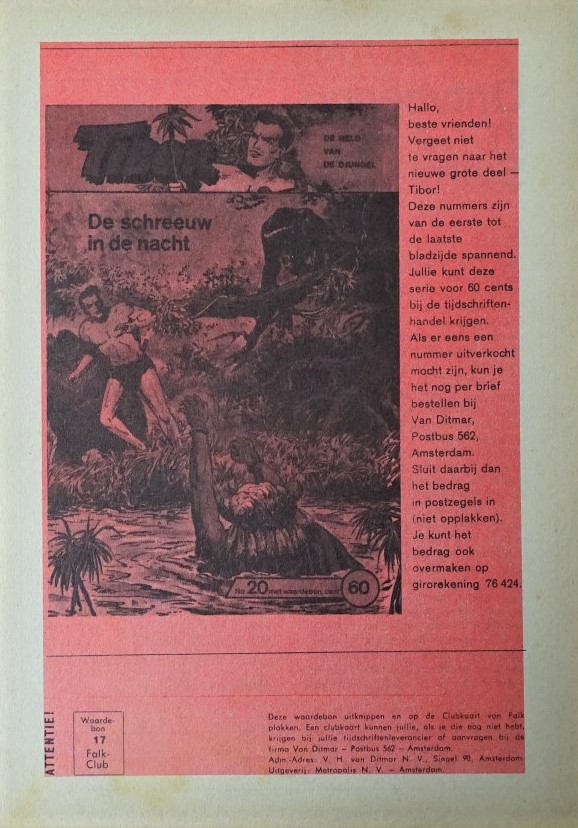 Tibor
DE HELD
VAN
DE DJUNGEL
De schreeuw
in de nacht
No 20 met waardebon, cent 60
Hallo,
beste vrienden!
Vergeet niet
te vragen naar het
nieuwe grote deel —
Tibor!
Deze nummers zijn
van de eerste tot
de laatste
bladzijde spannend.
Jullie kunt deze
serie voor 60 cents
bij de tijdschriften-
handel krijgen.
Als er eens een
nummer uitverkocht
mocht zijn, kun je
het nog per brief
bestellen bij
Van Ditmar,
Postbus 562,
Amsterdam.
Sluit daarbij dan
het bedrag
in postzegels in
(niet opplakken).
Je kunt het
bedrag ook
overmaken op
girorekening 76 424.
ATTENTIE!
Waarde-
bon
17
Falk-
Club
Deze waardebon uitknippen en op de Clubkaart van Falk
plakken. Een clubkaart kunnen jullie, als je die nog niet hebt,
krijgen bij jullie tijdschriftenleverancier of aanvragen bij de
firma Van Ditmar — Postbus 562 — Amsterdam.
Adm.-Adres: V. H. van Ditmar N. V., Singel 90, Amsterdam
Uitgeverij: Metropolis N. V. — Amsterdam.